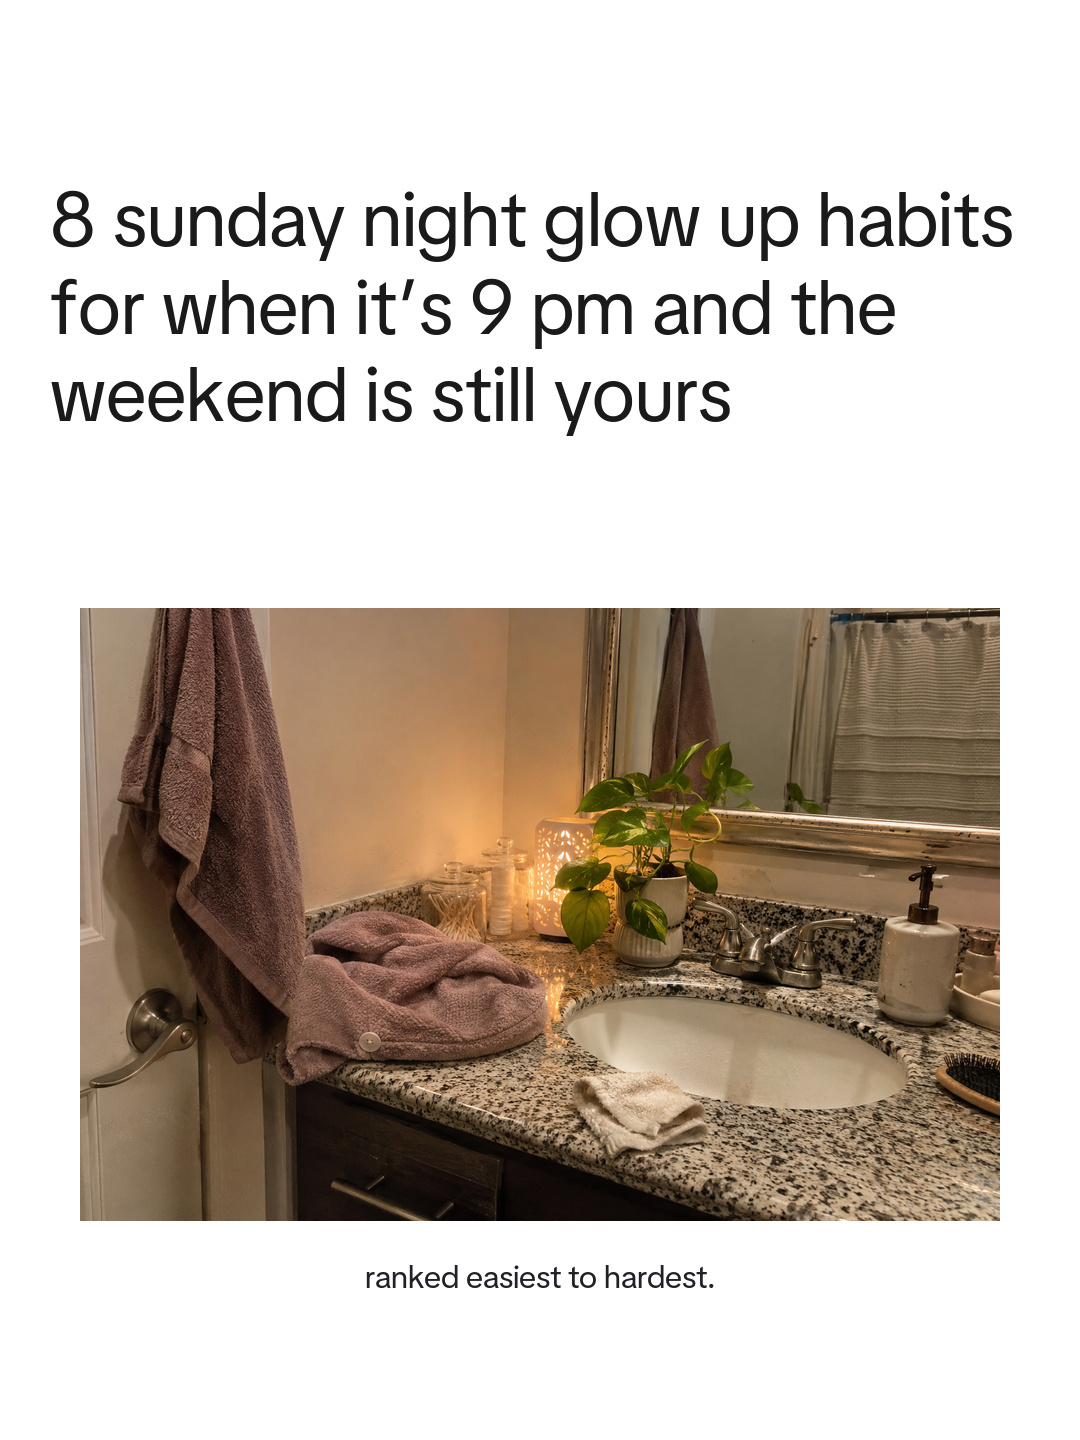 8 sunday night glow up habits
for when it’s 9 pm and the
weekend is still yours
ranked easiest to hardest.